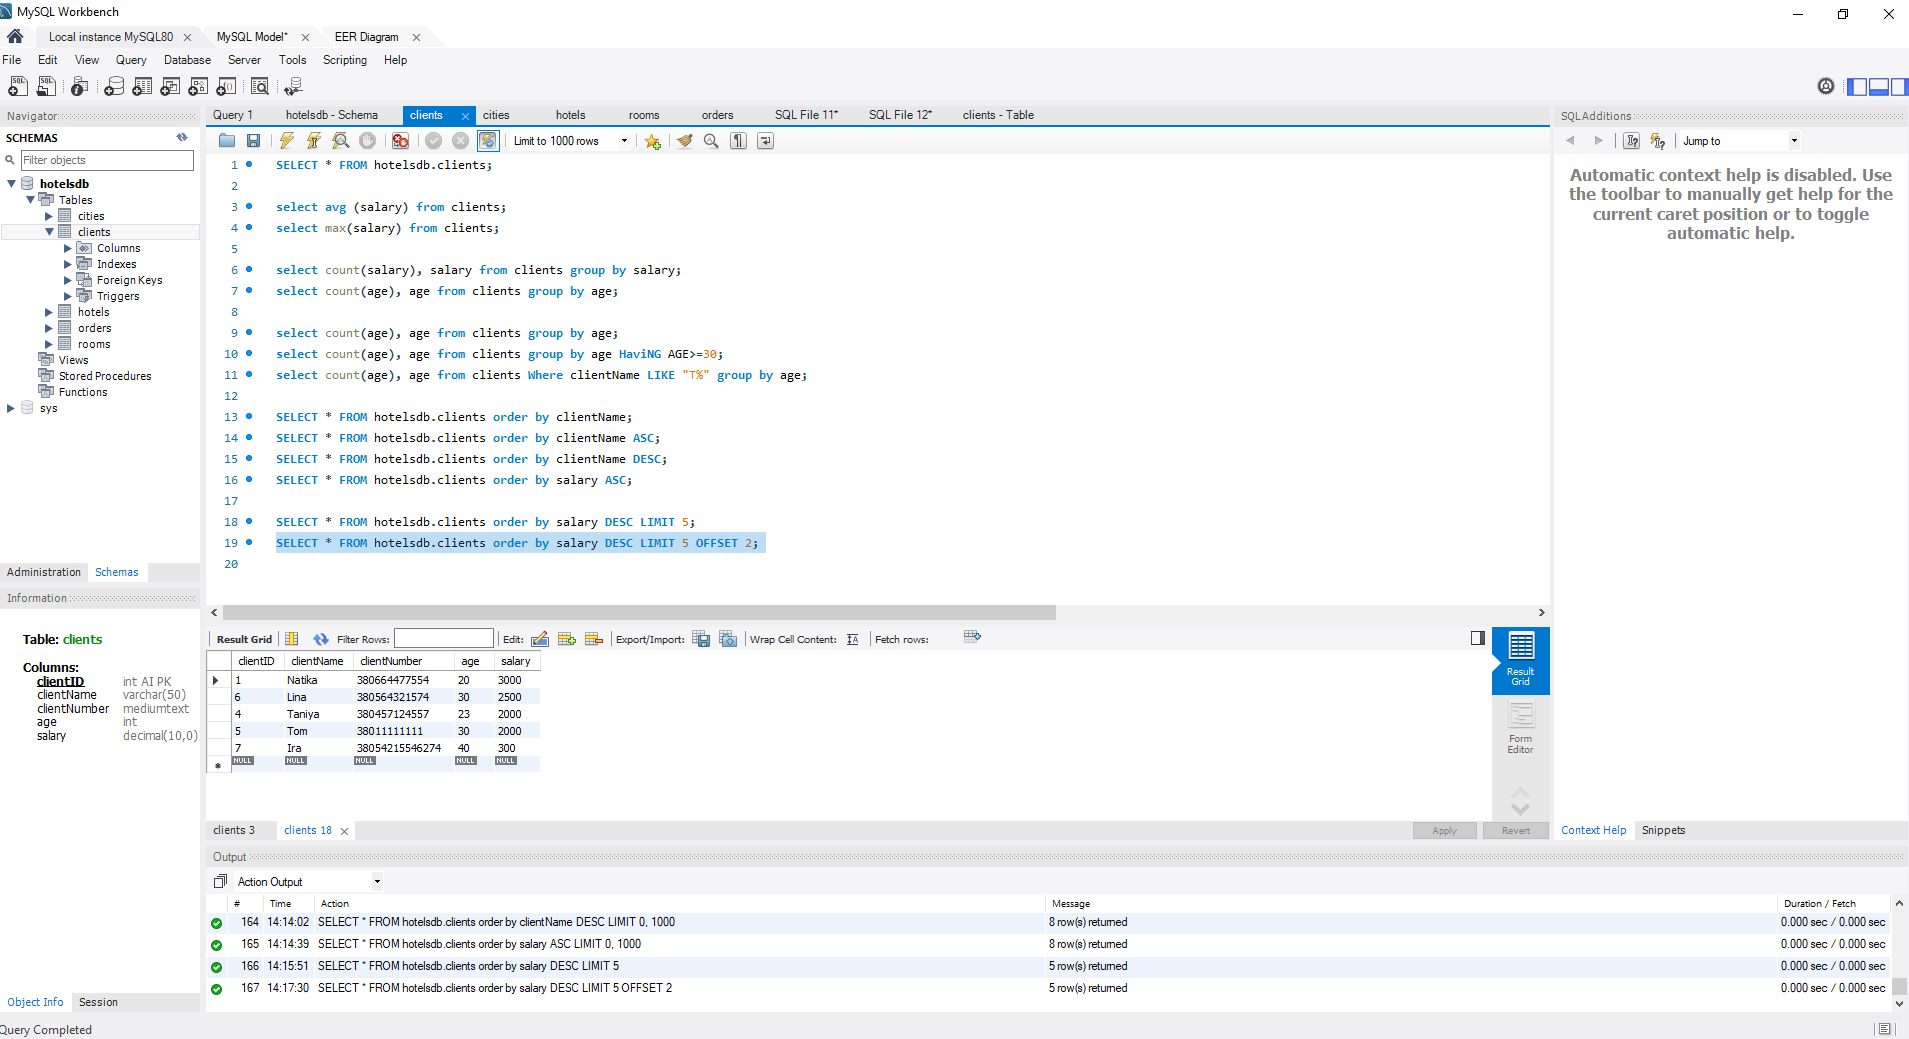 MySQL Workbench
Local instance MySQL80 MySQL Model* EER Diagram
File Edit View Query Database Server Tools Scripting Help
Navigator
SCHEMAS
Filter objects
hotelsdb
Tables
cities
clients
Columns
Indexes
Foreign Keys
Triggers
hotels
orders
rooms
Views
Stored Procedures
Functions
sys
Administration Schemas
Information
Table: clients
Columns:
clientID int AI PK
clientName varchar(50)
clientNumber mediumtext
age int
salary decimal(10,0)
Object Info Session
Query Completed
Query 1 hotelsdb - Schema clients cities hotels rooms orders SQL File 11* SQL File 12* clients - Table
Limit to 1000 rows
1 SELECT * FROM hotelsdb.clients;
2
3 select avg (salary) from clients;
4 select max(salary) from clients;
5
6 select count(salary), salary from clients group by salary;
7 select count(age), age from clients group by age;
8
9 select count(age), age from clients group by age;
10 select count(age), age from clients group by age HaviNG AGE>=30;
11 select count(age), age from clients Where clientName LIKE "T%" group by age;
12
13 SELECT * FROM hotelsdb.clients order by clientName;
14 SELECT * FROM hotelsdb.clients order by clientName ASC;
15 SELECT * FROM hotelsdb.clients order by clientName DESC;
16 SELECT * FROM hotelsdb.clients order by salary ASC;
17
18 SELECT * FROM hotelsdb.clients order by salary DESC LIMIT 5;
19 SELECT * FROM hotelsdb.clients order by salary DESC LIMIT 5 OFFSET 2;
20
Result Grid Filter Rows: Edit: Export/Import: Wrap Cell Content: Fetch rows:
clientID clientName clientNumber age salary
1 Natika 380664477554 20 3000
6 Lina 380564321574 30 2500
4 Taniya 380457124557 23 2000
5 Tom 38011111111 30 2000
7 Ira 38054215546274 40 300
NULL NULL NULL NULL NULL
Result
Grid
Form
Editor
clients 3 clients 18
Apply Revert
SQLAdditions
Jump to
Automatic context help is disabled. Use
the toolbar to manually get help for the
current caret position or to toggle
automatic help.
Context Help Snippets
Output
Action Output
# Time Action Message Duration / Fetch
164 14:14:02 SELECT * FROM hotelsdb.clients order by clientName DESC LIMIT 0, 1000 8 row(s) returned 0.000 sec / 0.000 sec
165 14:14:39 SELECT * FROM hotelsdb.clients order by salary ASC LIMIT 0, 1000 8 row(s) returned 0.000 sec / 0.000 sec
166 14:15:51 SELECT * FROM hotelsdb.clients order by salary DESC LIMIT 5 5 row(s) returned 0.000 sec / 0.000 sec
167 14:17:30 SELECT * FROM hotelsdb.clients order by salary DESC LIMIT 5 OFFSET 2 5 row(s) returned 0.000 sec / 0.000 sec